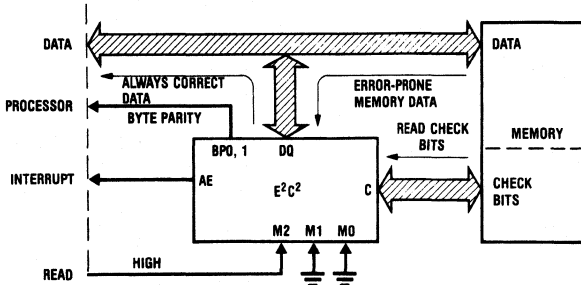 DATA
DATA
ALWAYS CORRECT
DATA
ERROR-PRONE
MEMORY DATA
PROCESSOR
BYTE PARITY
READ CHECK
BITS
MEMORY
BP0, 1
DQ
INTERRUPT
AE
E²C²
C
CHECK
BITS
M2
M1
M0
READ
HIGH